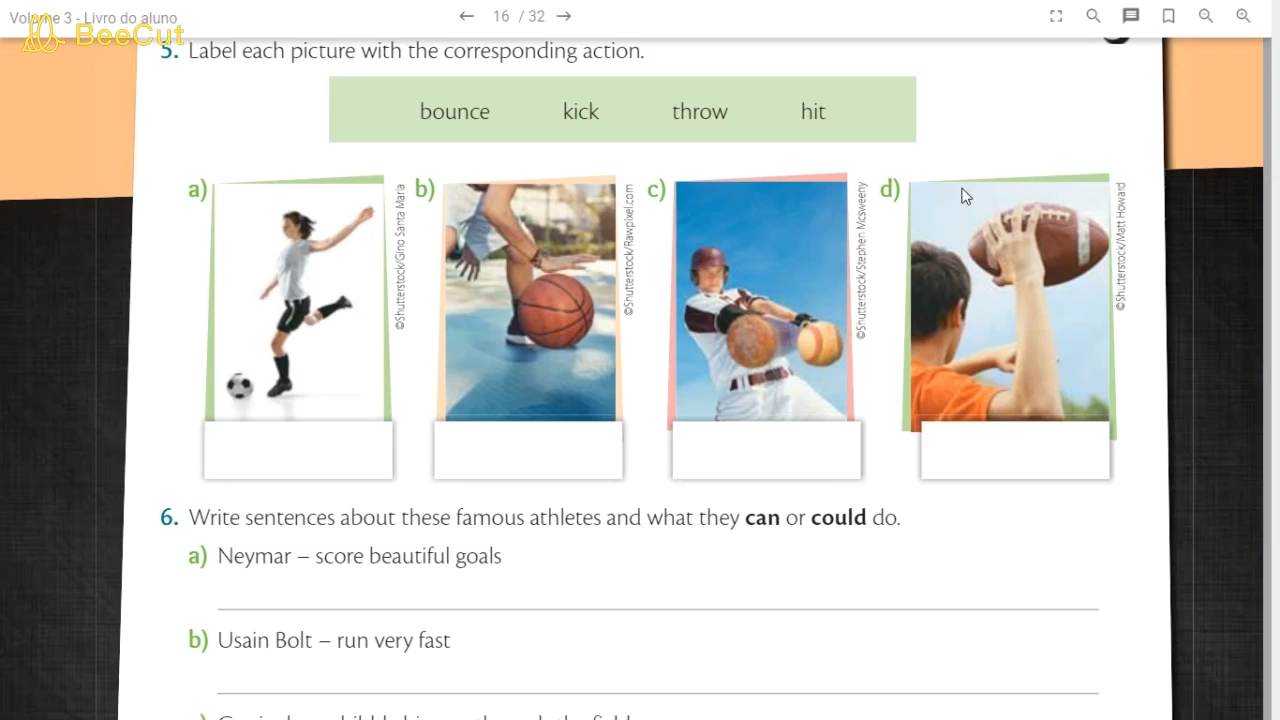 Volume 3 - Livro do aluno
16 / 32
BeeCut
5. Label each picture with the corresponding action.
bounce kick throw hit
a)
©Shutterstock/Gino Santa Maria
b)
©Shutterstock/Rawpixel.com
c)
©Shutterstock/Stephen Mcsweeny
d)
©Shutterstock/Matt Howard
6. Write sentences about these famous athletes and what they can or could do.
a) Neymar – score beautiful goals
b) Usain Bolt – run very fast